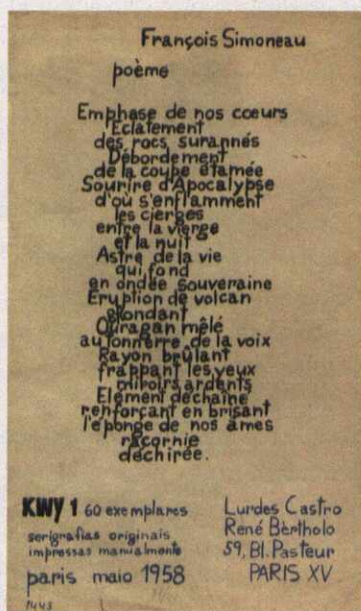 François Simoneau
poème
Emphase de nos cœurs
Eclatement
des rocs surannés
Débordement
de la coupe étamée
Sourire d'Apocalypse
d'où s'enflamment
les cierges
entre la vierge
et la nuit
Astre de la vie
qui fond
en ondée souveraine
Eruption de volcan
Ouragan mêlé
au tonnerre de la voix
Rayon brûlant
frappant les yeux
miroirs ardents
Elément déchaîné
renforçant en brisant
l'éponge de nos âmes
racornie
déchirée.
KWY 1 60 exemplares
serigrafias originais
impressas manualmente
paris maio 1958
Lurdes Castro
René Bèrtholo
59, Bl. Pasteur
PARIS XV
1443